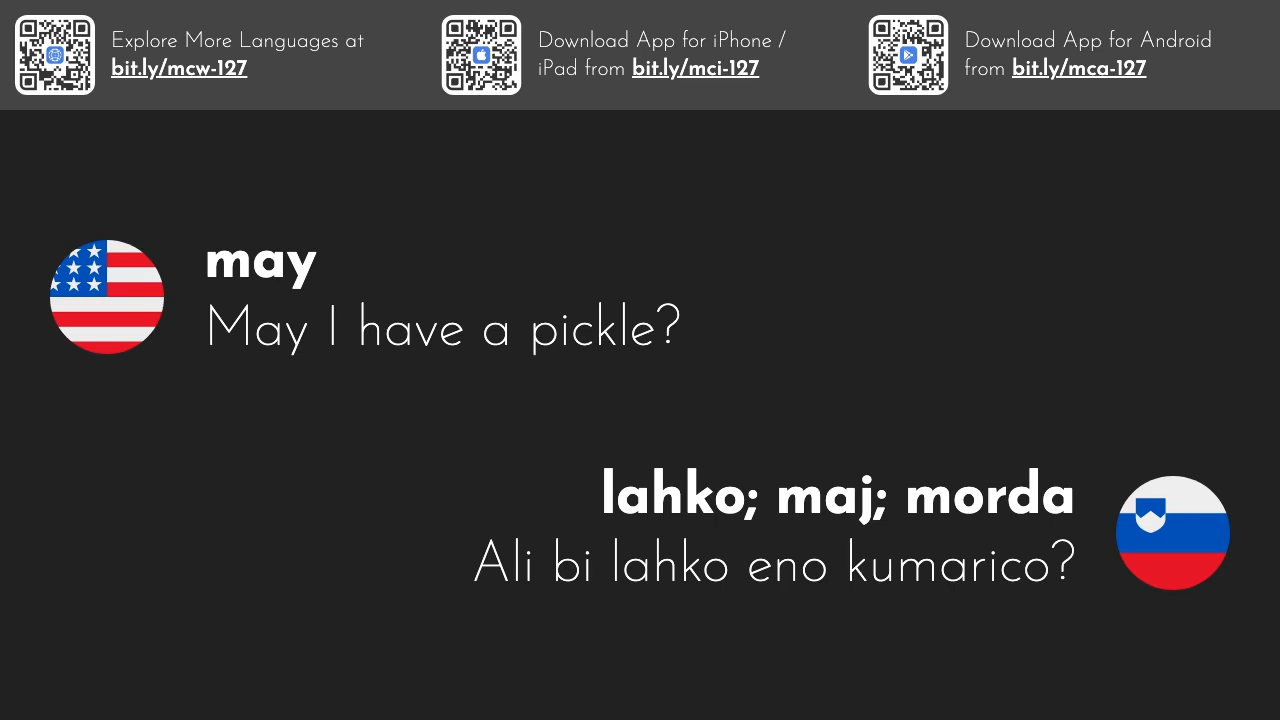 Explore More Languages at
bit.ly/mcw-127
Download App for iPhone /
iPad from bit.ly/mci-127
Download App for Android
from bit.ly/mca-127
may
May I have a pickle?
lahko; maj; morda
Ali bi lahko eno kumarico?